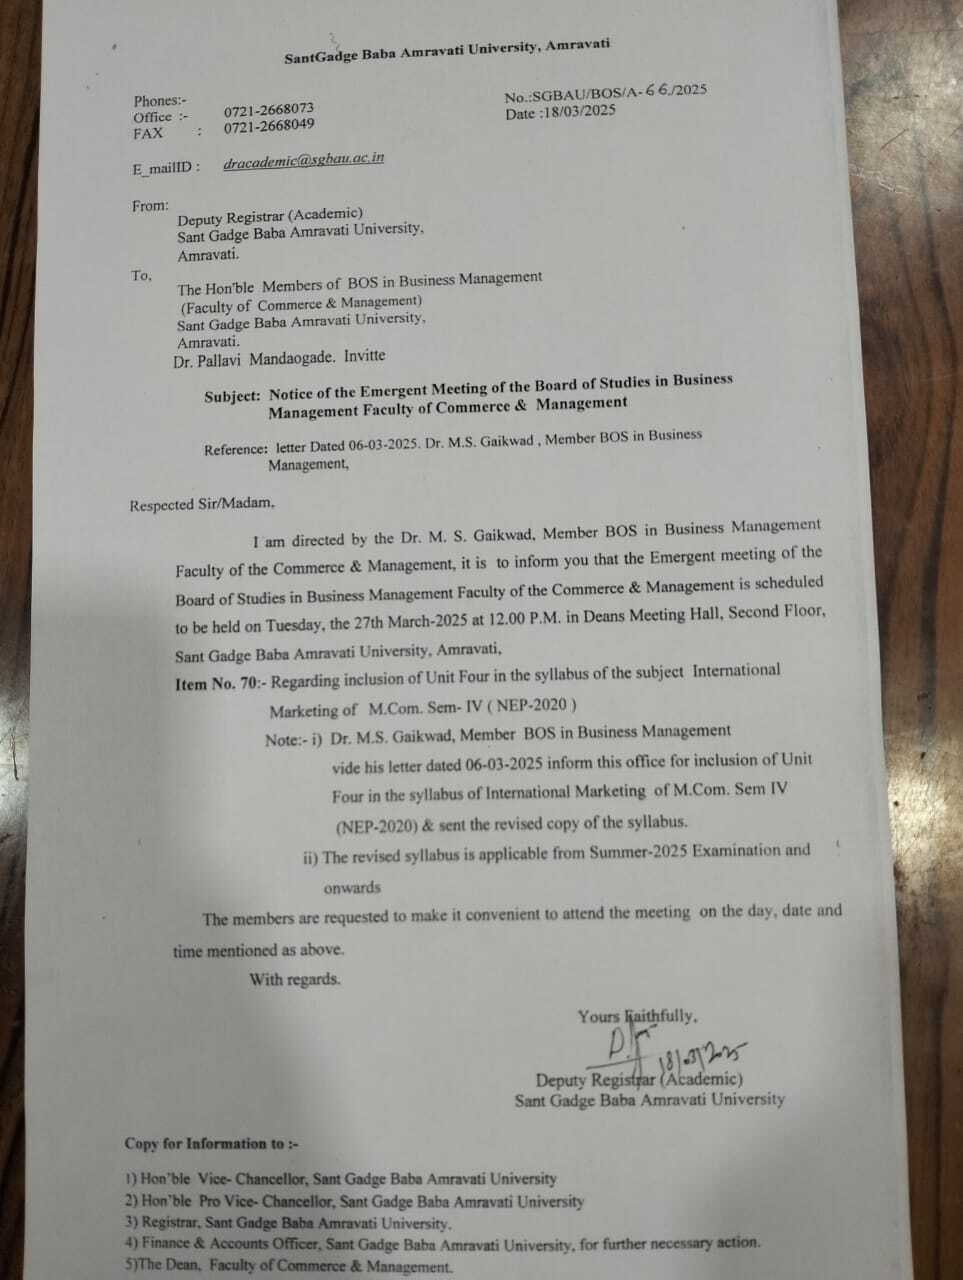 SantGadge Baba Amravati University, Amravati
Phones:-
Office :- 0721-2668073
FAX : 0721-2668049
No.:SGBAU/BOS/A-66./2025
Date :18/03/2025
E_mailID : dracademic@sgbau.ac.in
From:
Deputy Registrar (Academic)
Sant Gadge Baba Amravati University,
Amravati.
To,
The Hon'ble Members of BOS in Business Management
(Faculty of Commerce & Management)
Sant Gadge Baba Amravati University,
Amravati.
Dr. Pallavi Mandaogade. Invitte
Subject: Notice of the Emergent Meeting of the Board of Studies in Business
Management Faculty of Commerce & Management
Reference: letter Dated 06-03-2025. Dr. M.S. Gaikwad , Member BOS in Business
Management,
Respected Sir/Madam,
I am directed by the Dr. M. S. Gaikwad, Member BOS in Business Management
Faculty of the Commerce & Management, it is to inform you that the Emergent meeting of the
Board of Studies in Business Management Faculty of the Commerce & Management is scheduled
to be held on Tuesday, the 27th March-2025 at 12.00 P.M. in Deans Meeting Hall, Second Floor,
Sant Gadge Baba Amravati University, Amravati,
Item No. 70:- Regarding inclusion of Unit Four in the syllabus of the subject International
Marketing of M.Com. Sem- IV ( NEP-2020 )
Note:- i) Dr. M.S. Gaikwad, Member BOS in Business Management
vide his letter dated 06-03-2025 inform this office for inclusion of Unit
Four in the syllabus of International Marketing of M.Com. Sem IV
(NEP-2020) & sent the revised copy of the syllabus.
ii) The revised syllabus is applicable from Summer-2025 Examination and
onwards
The members are requested to make it convenient to attend the meeting on the day, date and
time mentioned as above.
With regards.
Yours Faithfully,
18/03/2025
Deputy Registrar (Academic)
Sant Gadge Baba Amravati University
Copy for Information to :-
1) Hon'ble Vice- Chancellor, Sant Gadge Baba Amravati University
2) Hon'ble Pro Vice- Chancellor, Sant Gadge Baba Amravati University
3) Registrar, Sant Gadge Baba Amravati University.
4) Finance & Accounts Officer, Sant Gadge Baba Amravati University, for further necessary action.
5)The Dean, Faculty of Commerce & Management.